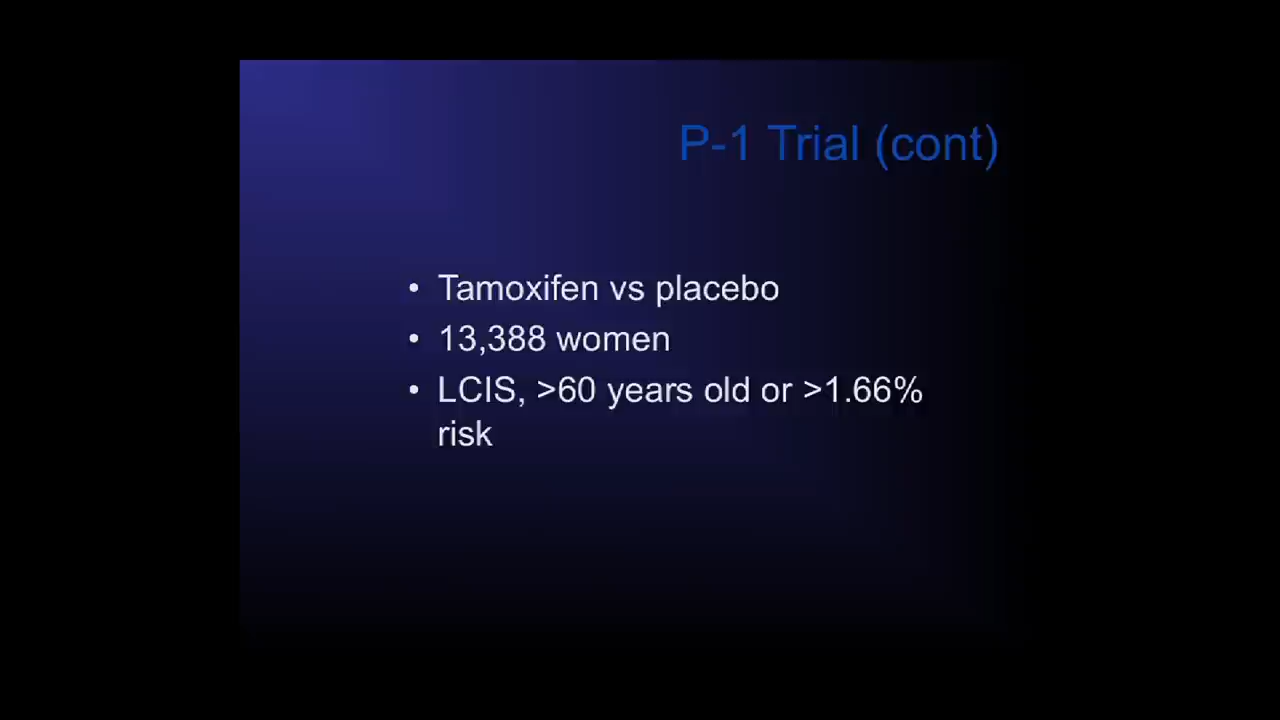 P-1 Trial (cont)
• Tamoxifen vs placebo
• 13,388 women
• LCIS, >60 years old or >1.66%
risk